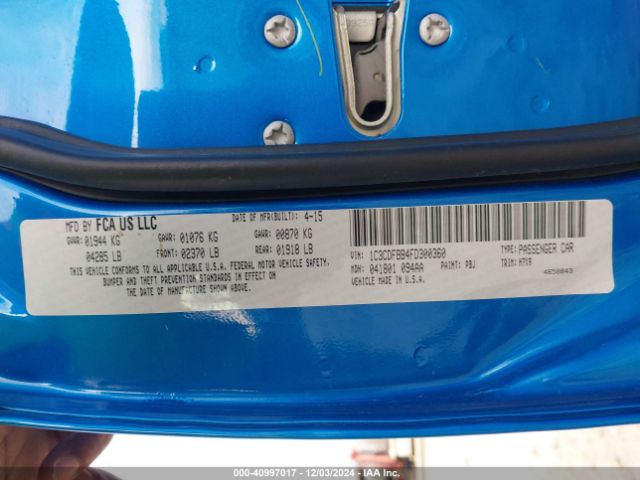 MFD BY FCA US LLC
DATE OF MFR(BUILT): 4-15
GVWR: 01944 KG
GAWR: 01076 KG
GAWR: 00870 KG
04285 LB
FRONT: 02370 LB
REAR: 01918 LB
THIS VEHICLE CONFORMS TO ALL APPLICABLE U.S.A. FEDERAL MOTOR VEHICLE SAFETY,
BUMPER AND THEFT PREVENTION STANDARDS IN EFFECT ON
THE DATE OF MANUFACTURE SHOWN ABOVE.
VIN: 1C3CDFBB4FD300360
TYPE: PASSENGER CAR
MDH: 041801 094AA
PAINT: PBJ
TRIM: H7X9
VEHICLE MADE IN U.S.A.
4650843
000-40997017 - 12/03/2024 - IAA Inc.